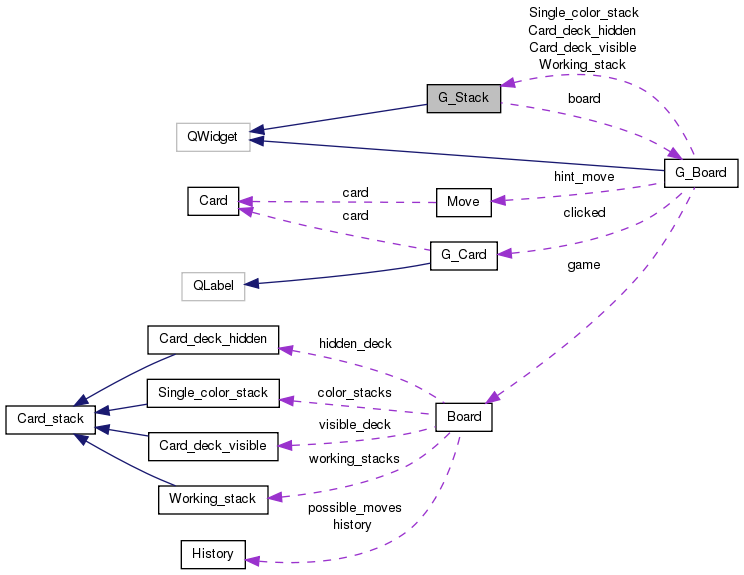 Single_color_stack
Card_deck_hidden
Card_deck_visible
Working_stack
G_Stack
board
QWidget
G_Board
hint_move
card
Card
Move
card
clicked
G_Card
game
QLabel
Card_deck_hidden
hidden_deck
Single_color_stack
color_stacks
Card_stack
Board
visible_deck
Card_deck_visible
working_stacks
Working_stack
possible_moves
history
History